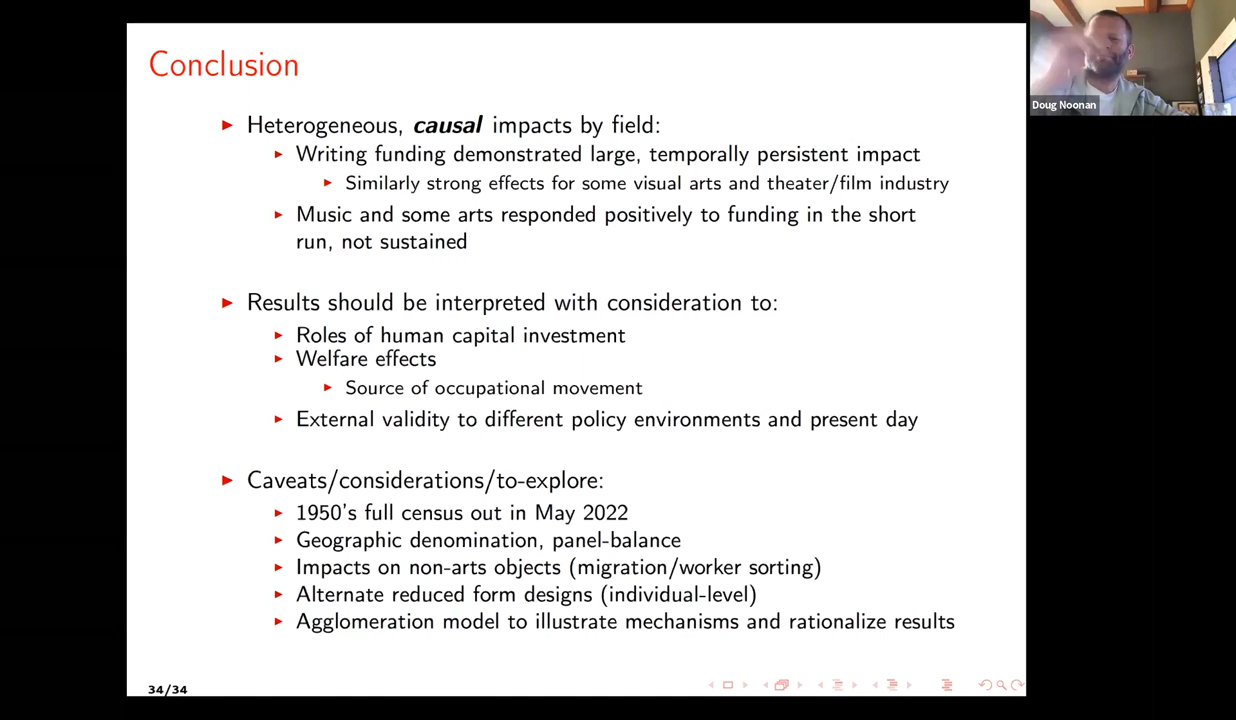 Conclusion
Doug Noonan
Heterogeneous, causal impacts by field:
Writing funding demonstrated large, temporally persistent impact
Similarly strong effects for some visual arts and theater/film industry
Music and some arts responded positively to funding in the short
run, not sustained
Results should be interpreted with consideration to:
Roles of human capital investment
Welfare effects
Source of occupational movement
External validity to different policy environments and present day
Caveats/considerations/to-explore:
1950's full census out in May 2022
Geographic denomination, panel-balance
Impacts on non-arts objects (migration/worker sorting)
Alternate reduced form designs (individual-level)
Agglomeration model to illustrate mechanisms and rationalize results
34/34